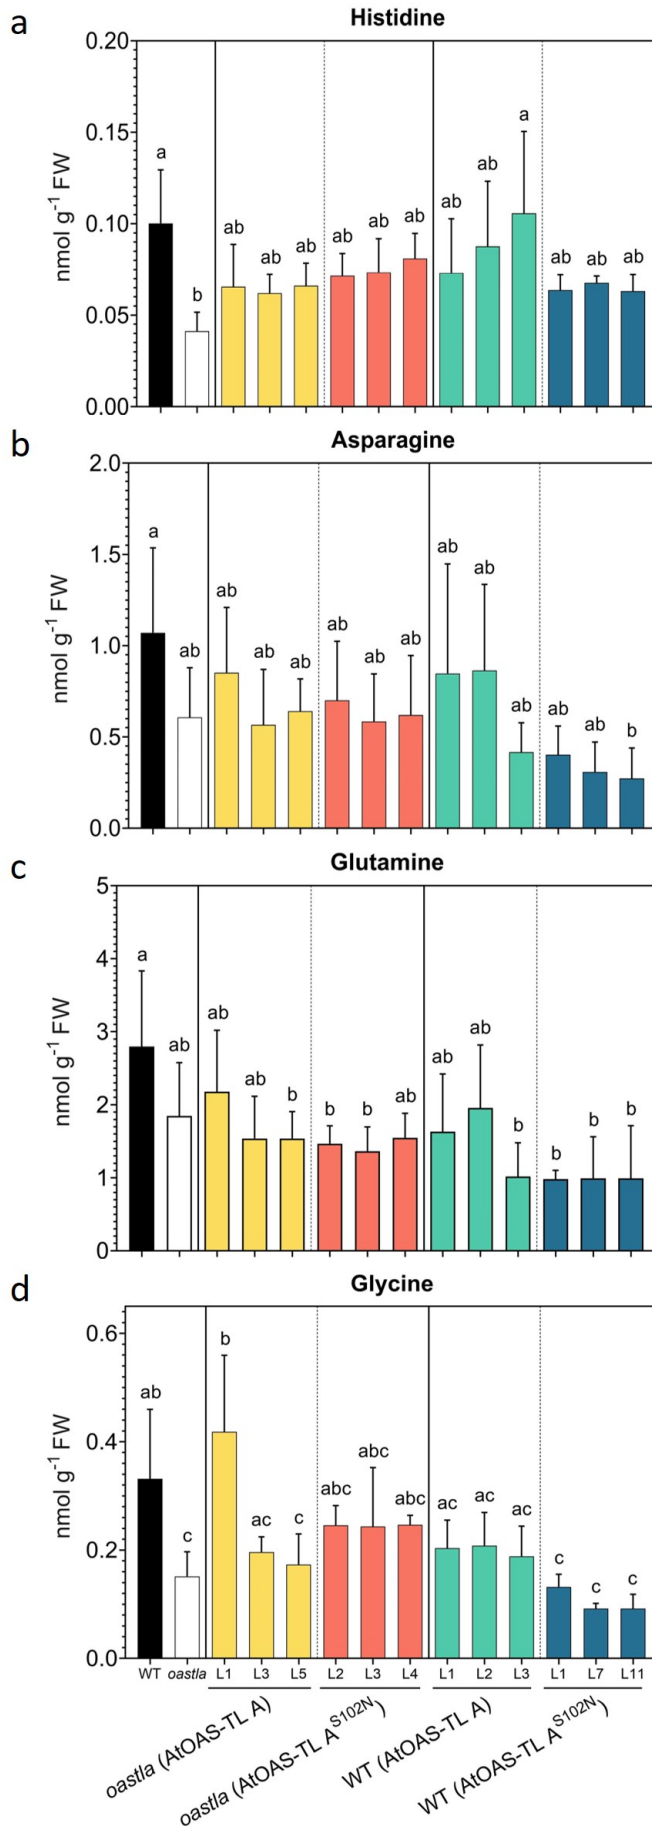 a
Histidine
0.20
0.15
0.10
0.05
0.00
nmol g⁻¹ FW
a b ab ab ab ab ab ab ab ab a ab ab ab
b
Asparagine
2.0
1.5
1.0
0.5
0.0
nmol g⁻¹ FW
a ab ab ab ab ab ab ab ab ab ab ab ab b
c
Glutamine
5
4
3
2
1
0
nmol g⁻¹ FW
a ab ab ab b b b ab ab ab b b b b
d
Glycine
0.6
0.4
0.2
0.0
nmol g⁻¹ FW
ab c b ac c abc abc abc ac ac ac c c c
WT oastla L1 L3 L5 L2 L3 L4 L1 L2 L3 L1 L7 L11
oastla (AtOAS-TL A)
oastla (AtOAS-TL A^S102N)
WT (AtOAS-TL A)
WT (AtOAS-TL A^S102N)